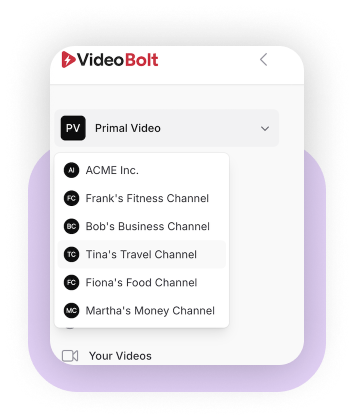 VideoBolt
PV Primal Video
AI ACME Inc.
FC Frank's Fitness Channel
BC Bob's Business Channel
TC Tina's Travel Channel
FC Fiona's Food Channel
MC Martha's Money Channel
Your Videos